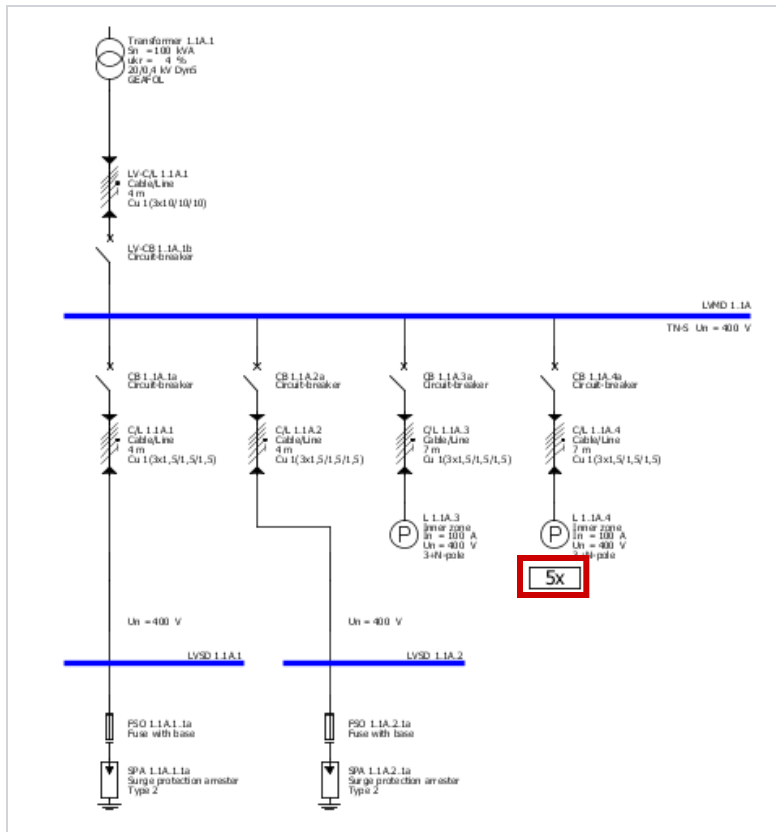 Transformer 1.1A.1
Sn = 100 kVA
ukr = 4 %
20/0,4 kV Dyn5
GEAFOL
LV-C/L 1.1A.1
Cable/Line
4 m
Cu 1(3x10/10/10)
LV-CB 1.1A.1b
Circuit-breaker
LVMD 1.1A
TN-S Un = 400 V
CB 1.1A.1a
Circuit-breaker
CB 1.1A.2a
Circuit-breaker
CB 1.1A.3a
Circuit-breaker
CB 1.1A.4a
Circuit-breaker
C/L 1.1A.1
Cable/Line
4 m
Cu 1(3x1,5/1,5/1,5)
C/L 1.1A.2
Cable/Line
4 m
Cu 1(3x1,5/1,5/1,5)
C/L 1.1A.3
Cable/Line
7 m
Cu 1(3x1,5/1,5/1,5)
C/L 1.1A.4
Cable/Line
7 m
Cu 1(3x1,5/1,5/1,5)
P
L 1.1A.3
Inner zone
In = 100 A
Un = 400 V
3+N-pole
P
L 1.1A.4
Inner zone
In = 100 A
Un = 400 V
3+N-pole
5x
Un = 400 V
Un = 400 V
LVSD 1.1A.1
LVSD 1.1A.2
FSO 1.1A.1.1a
Fuse with base
FSO 1.1A.2.1a
Fuse with base
SPA 1.1A.1.1a
Surge protection arrester
Type 2
SPA 1.1A.2.1a
Surge protection arrester
Type 2